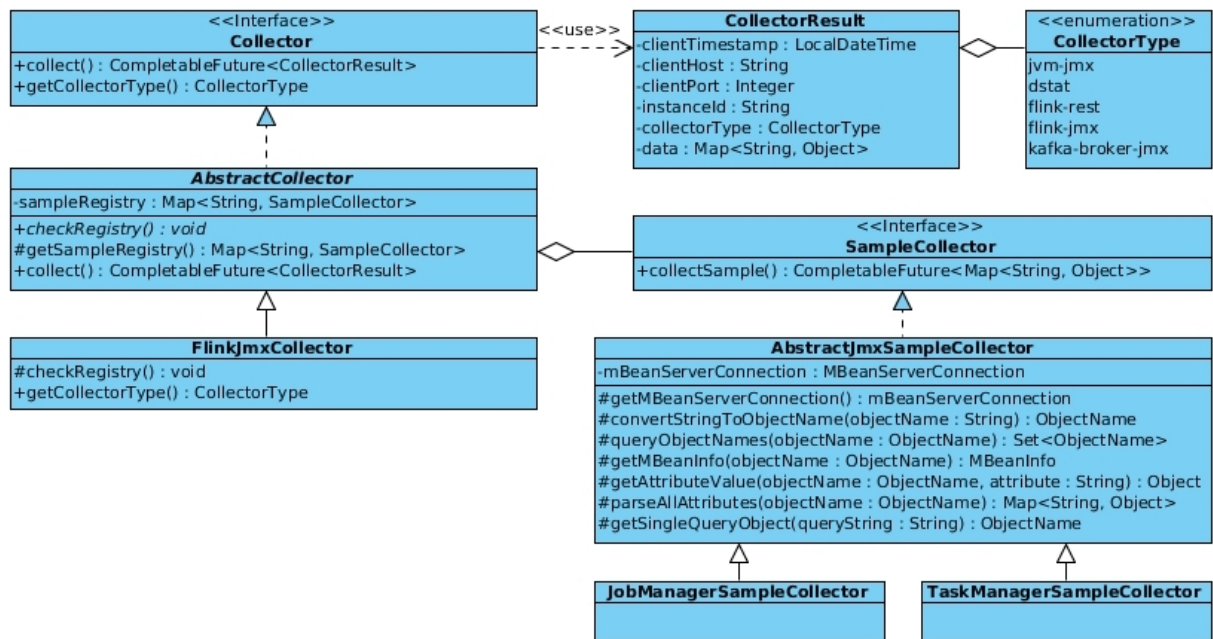 <<Interface>>
Collector
+collect() : CompletableFuture<CollectorResult>
+getCollectorType() : CollectorType
<<use>>
CollectorResult
-clientTimestamp : LocalDateTime
-clientHost : String
-clientPort : Integer
-instanceId : String
-collectorType : CollectorType
-data : Map<String, Object>
<<enumeration>>
CollectorType
jvm-jmx
dstat
flink-rest
flink-jmx
kafka-broker-jmx
AbstractCollector
-sampleRegistry : Map<String, SampleCollector>
+checkRegistry() : void
#getSampleRegistry() : Map<String, SampleCollector>
+collect() : CompletableFuture<CollectorResult>
<<Interface>>
SampleCollector
+collectSample() : CompletableFuture<Map<String, Object>>
FlinkJmxCollector
#checkRegistry() : void
+getCollectorType() : CollectorType
AbstractJmxSampleCollector
-mBeanServerConnection : MBeanServerConnection
#getMBeanServerConnection() : mBeanServerConnection
#convertStringToObjectName(objectName : String) : ObjectName
#queryObjectNames(objectName : ObjectName) : Set<ObjectName>
#getMBeanInfo(objectName : ObjectName) : MBeanInfo
#getAttributeValue(objectName : ObjectName, attribute : String) : Object
#parseAllAttributes(objectName : ObjectName) : Map<String, Object>
#getSingleQueryObject(queryString : String) : ObjectName
JobManagerSampleCollector
TaskManagerSampleCollector